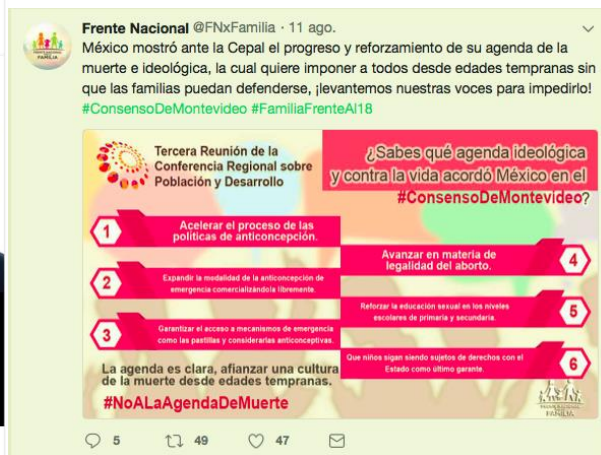 Frente Nacional @FNxFamilia · 11 ago.
México mostró ante la Cepal el progreso y reforzamiento de su agenda de la
muerte e ideológica, la cual quiere imponer a todos desde edades tempranas sin
que las familias puedan defenderse, ¡levantemos nuestras voces para impedirlo!
#ConsensoDeMontevideo #FamiliaFrenteAl18
Tercera Reunión de la
Conferencia Regional sobre
Población y Desarrollo
¿Sabes qué agenda ideológica
y contra la vida acordó México en el
#ConsensoDeMontevideo?
1
Acelerar el proceso de las
políticas de anticoncepción.
2
Expandir la modalidad de la anticoncepción de
emergencia comercializándola libremente.
3
Garantizar el acceso a mecanismos de emergencia
como las pastillas y considerarlas anticonceptivas.
Avanzar en materia de
legalidad del aborto.
4
Reforzar la educación sexual en los niveles
escolares de primaria y secundaria.
5
Que niños sigan siendo sujetos de derechos con el
Estado como último garante.
6
La agenda es clara, afianzar una cultura
de la muerte desde edades tempranas.
#NoALaAgendaDeMuerte
FAMILIA
5 49 47